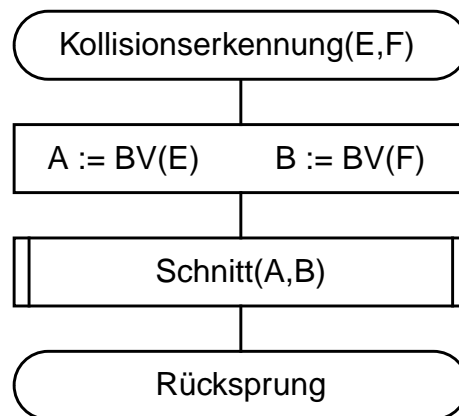 Kollisionserkennung(E,F)
A := BV(E) B := BV(F)
Schnitt(A,B)
Rücksprung